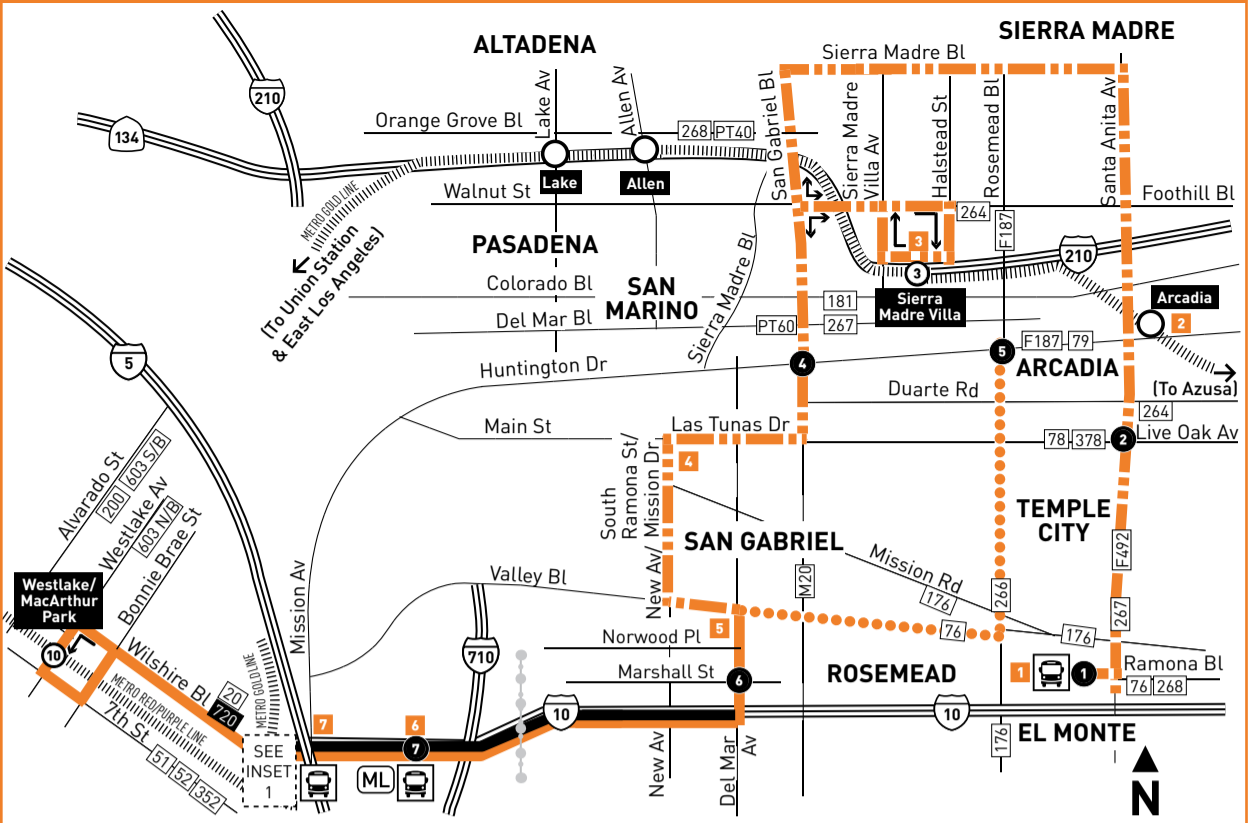 SIERRA MADRE
ALTADENA
Sierra Madre Bl
210
134
Lake Av
Allen Av
Orange Grove Bl
268
PT40
San Gabriel Bl
Sierra Madre
Villa Av
Halstead St
Rosemead Bl
Santa Anita Av
Lake
Allen
Walnut St
Foothill Bl
264
F187
METRO GOLD LINE
(To Union Station
& East Los Angeles)
PASADENA
3
3
210
Colorado Bl
SAN
MARINO
Sierra Madre Bl
181
Sierra
Madre Villa
Arcadia
2
Del Mar Bl
PT60
267
5
Huntington Dr
4
5
F187
79
ARCADIA
(To Azusa)
Duarte Rd
264
Main St
Las Tunas Dr
78
378
2
Live Oak Av
4
Alvarado St
200
603 S/B
Westlake Av
603 N/B
Bonnie Brae St
South
Ramona St/
New Av/ Mission Dr
TEMPLE
CITY
SAN GABRIEL
F492
Mission Rd
176
Valley Bl
M20
266
267
Westlake/
MacArthur
Park
Mission Av
5
76
176
Norwood Pl
10
Wilshire Bl
20
720
METRO GOLD LINE
710
Marshall St
6
ROSEMEAD
1
1
Ramona Bl
76
268
METRO RED/PURPLE LINE
7th St
51
52
352
7
6
10
10
SEE
INSET
1
7
ML
New Av
Del Mar
Av
176
EL MONTE
N